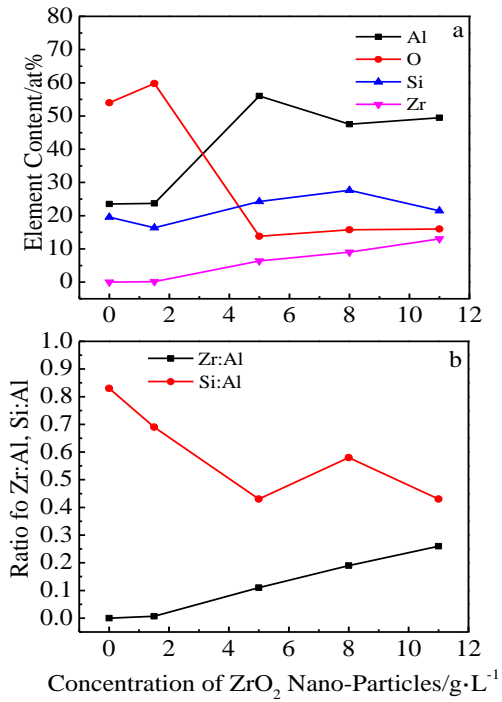 a
Al
O
Si
Zr
Element Content/at%
80
70
60
50
40
30
20
10
0
0 2 4 6 8 10 12
b
Zr:Al
Si:Al
Ratio fo Zr:Al, Si:Al
1.0
0.9
0.8
0.7
0.6
0.5
0.4
0.3
0.2
0.1
0.0
0 2 4 6 8 10 12
Concentration of ZrO₂ Nano-Particles/g·L⁻¹